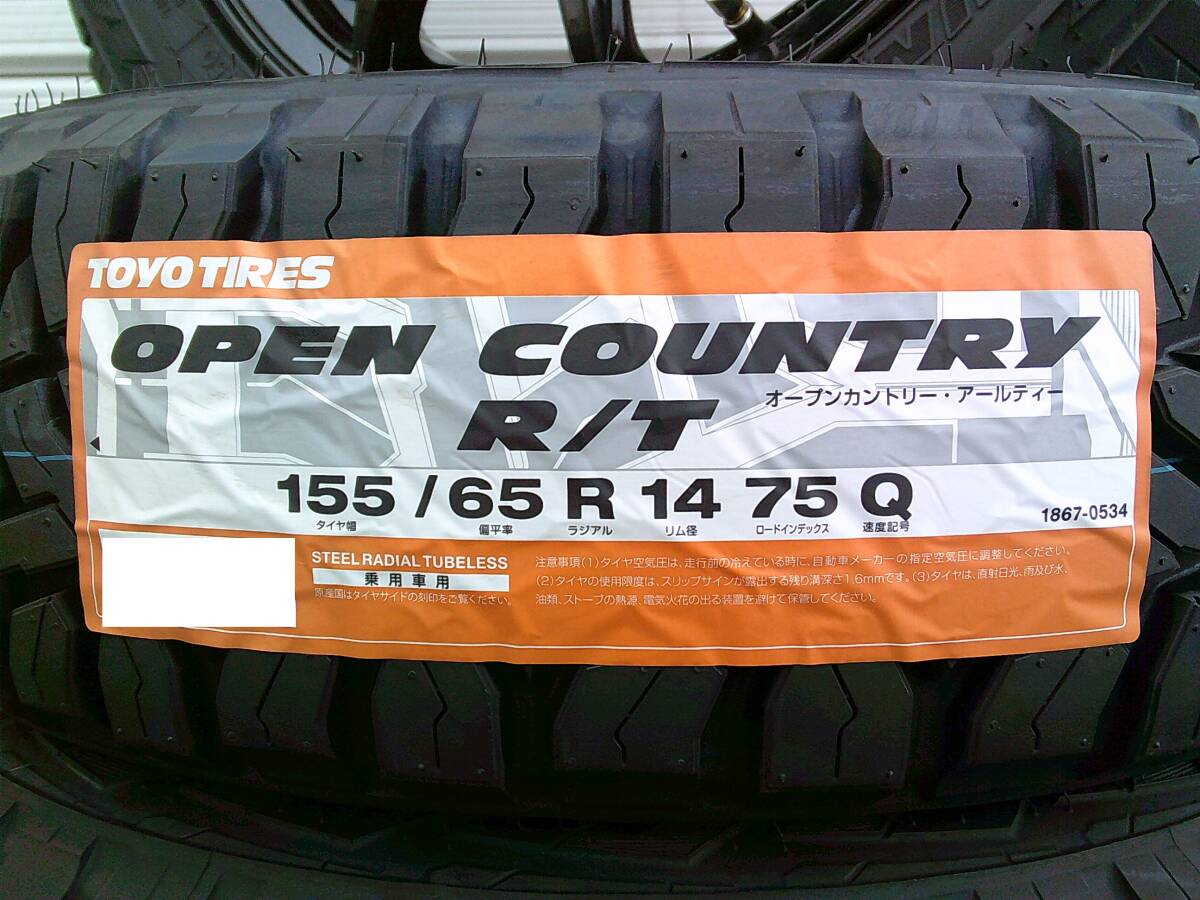 TOYO TIRES
OPEN COUNTRY
R/T オープンカントリー・アールティー
155 / 65 R 14 75 Q
タイヤ幅 偏平率 ラジアル リム径 ロードインデックス 速度記号
1867-0534
STEEL RADIAL TUBELESS
乗用車用
原産国はタイヤサイドの刻印をご覧ください。
注意事項(1)タイヤ空気圧は、走行前の冷えている時に、自動車メーカーの指定空気圧に調整してください。
(2)タイヤの使用限度は、スリップサインが露出する残り溝深さ1.6mmです。(3)タイヤは、直射日光、雨及び水、
油類、ストーブの熱源、電気火花の出る装置を避けて保管してください。